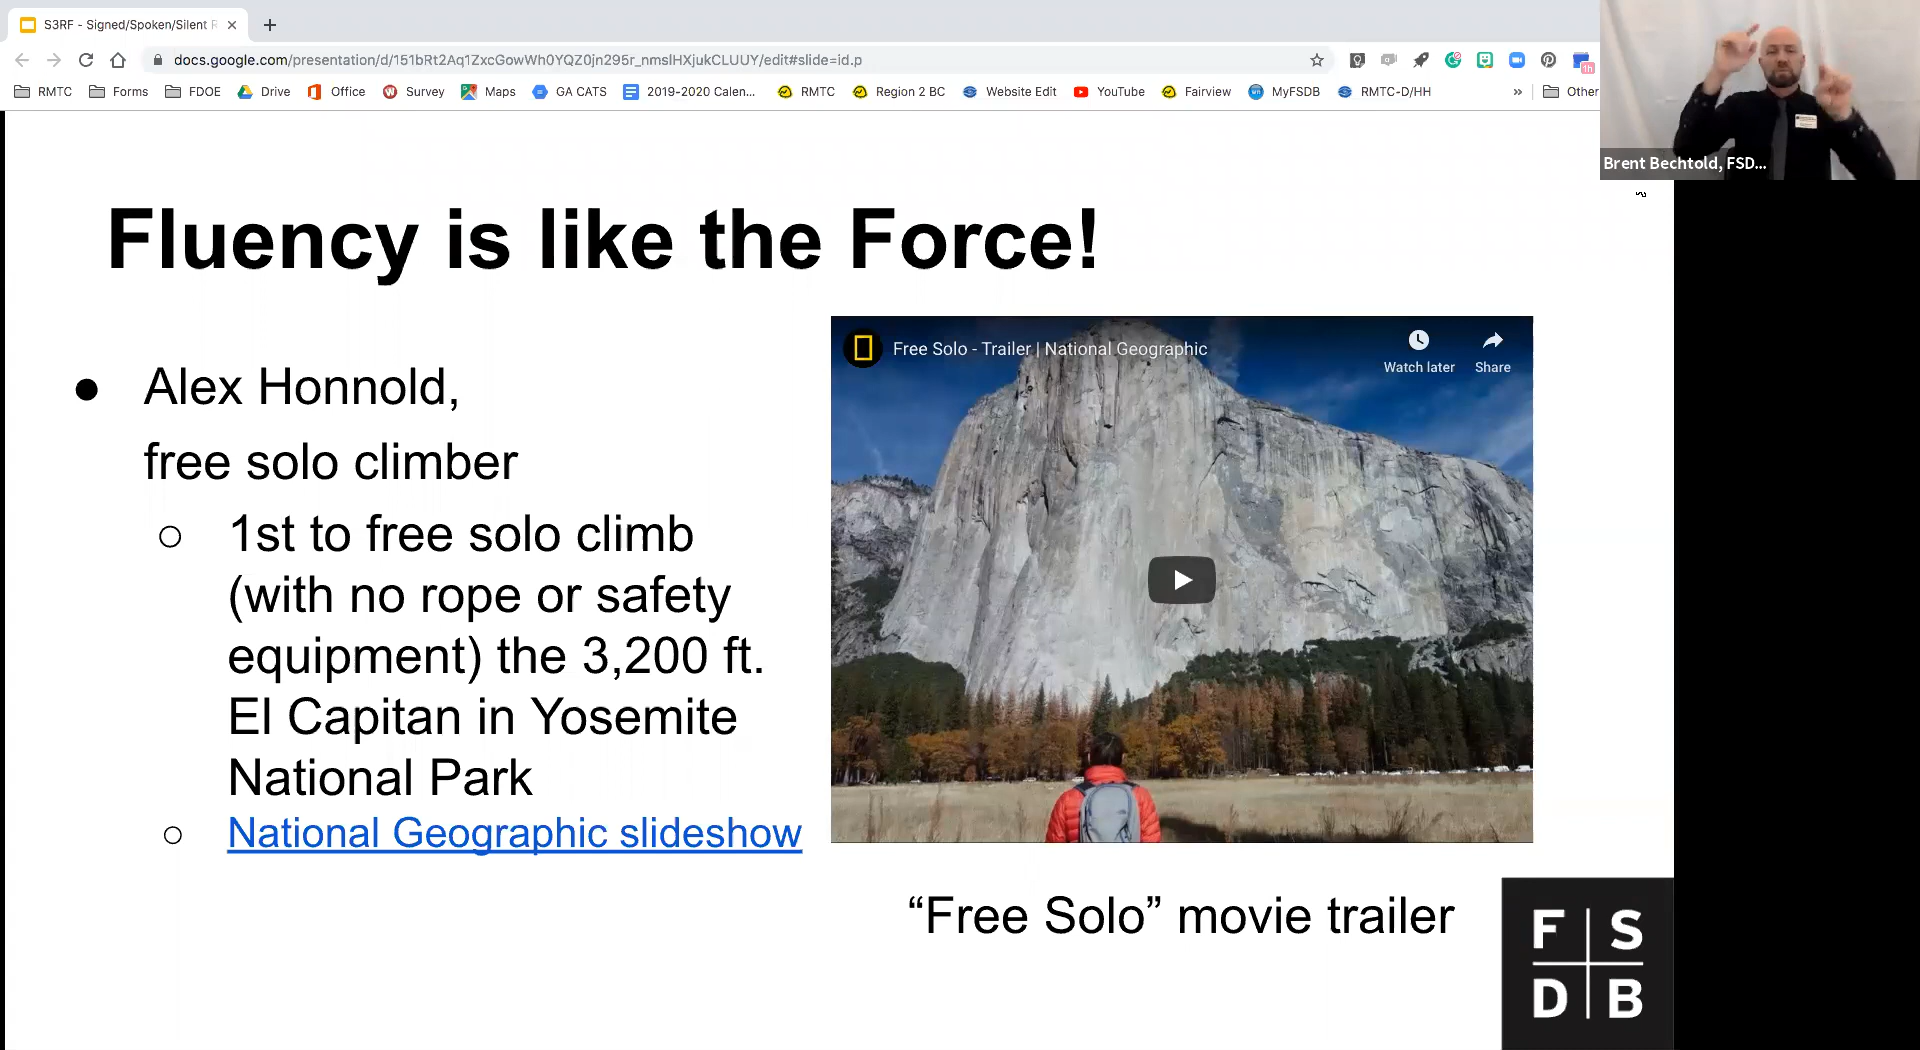 S3RF - Signed/Spoken/Silent R
docs.google.com/presentation/d/151bRt2Aq1ZxcGowWh0YQZ0jn295r_nmslHXjukCLUUY/edit#slide=id.p
1h
RMTC Forms FDOE Drive Office Survey Maps GA CATS 2019-2020 Calen... RMTC Region 2 BC Website Edit YouTube Fairview MyFSDB RMTC-D/HH » Other
Brent Bechtold, FSD...
Fluency is like the Force!
Free Solo - Trailer | National Geographic
Watch later Share
● Alex Honnold,
free solo climber
○ 1st to free solo climb
(with no rope or safety
equipment) the 3,200 ft.
El Capitan in Yosemite
National Park
○ National Geographic slideshow
“Free Solo” movie trailer
F S
D B